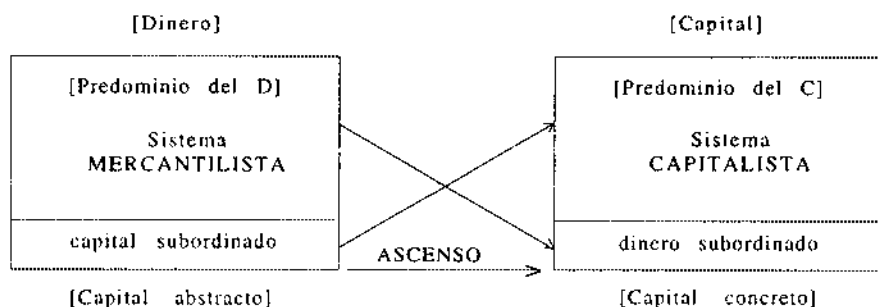 [Dinero]
[Capital]
[Predominio del D]
Sistema
MERCANTILISTA
capital subordinado
[Capital abstracto]
ASCENSO
[Predominio del C]
Sistema
CAPITALISTA
dinero subordinado
[Capital concreto]